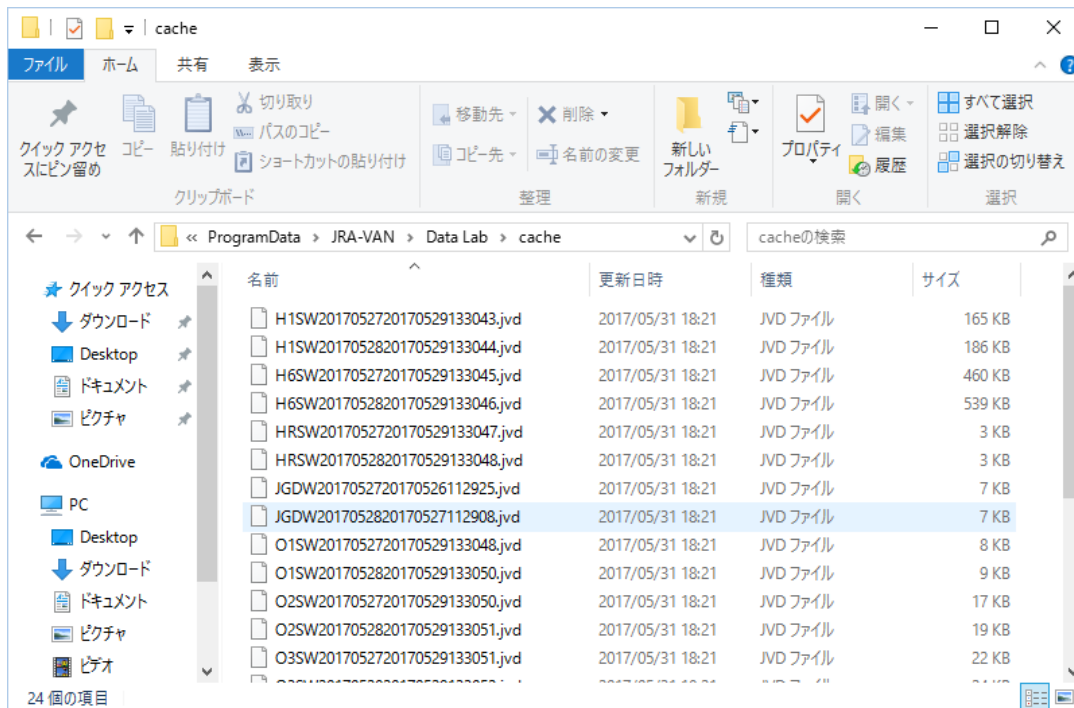 cache
ファイル ホーム 共有 表示
クイック アクセスにピン留め
コピー
貼り付け
切り取り
パスのコピー
ショートカットの貼り付け
クリップボード
移動先
コピー先
削除
名前の変更
整理
新しいフォルダー
新規
プロパティ
開く
編集
履歴
開く
すべて選択
選択解除
選択の切り替え
選択
« ProgramData › JRA-VAN › Data Lab › cache
cacheの検索
クイック アクセス
ダウンロード
Desktop
ドキュメント
ピクチャ
OneDrive
PC
Desktop
ダウンロード
ドキュメント
ピクチャ
ビデオ
名前 更新日時 種類 サイズ
H1SW2017052720170529133043.jvd 2017/05/31 18:21 JVD ファイル 165 KB
H1SW2017052820170529133044.jvd 2017/05/31 18:21 JVD ファイル 186 KB
H6SW2017052720170529133045.jvd 2017/05/31 18:21 JVD ファイル 460 KB
H6SW2017052820170529133046.jvd 2017/05/31 18:21 JVD ファイル 539 KB
HRSW2017052720170529133047.jvd 2017/05/31 18:21 JVD ファイル 3 KB
HRSW2017052820170529133048.jvd 2017/05/31 18:21 JVD ファイル 3 KB
JGDW2017052720170526112925.jvd 2017/05/31 18:21 JVD ファイル 7 KB
JGDW2017052820170527112908.jvd 2017/05/31 18:21 JVD ファイル 7 KB
O1SW2017052720170529133048.jvd 2017/05/31 18:21 JVD ファイル 8 KB
O1SW2017052820170529133050.jvd 2017/05/31 18:21 JVD ファイル 9 KB
O2SW2017052720170529133050.jvd 2017/05/31 18:21 JVD ファイル 17 KB
O2SW2017052820170529133051.jvd 2017/05/31 18:21 JVD ファイル 19 KB
O3SW2017052720170529133051.jvd 2017/05/31 18:21 JVD ファイル 22 KB
24 個の項目